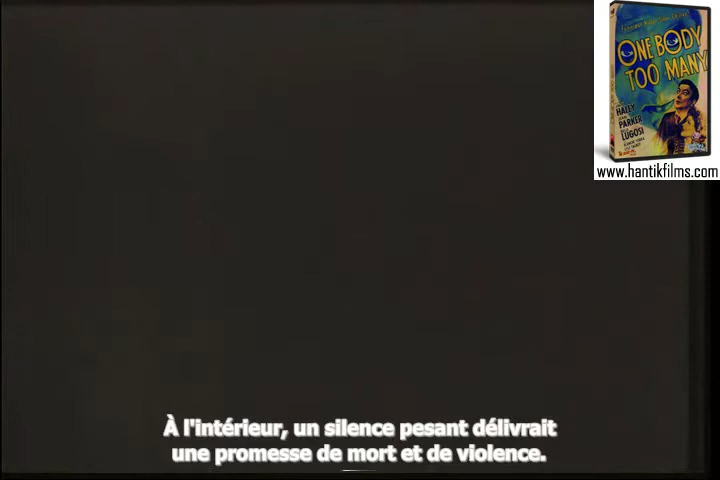 ONE BODY
TOO MANY
HALEY
PARKER
LUGOSI
www.hantikfilms.com
À l'intérieur, un silence pesant délivrait
une promesse de mort et de violence.